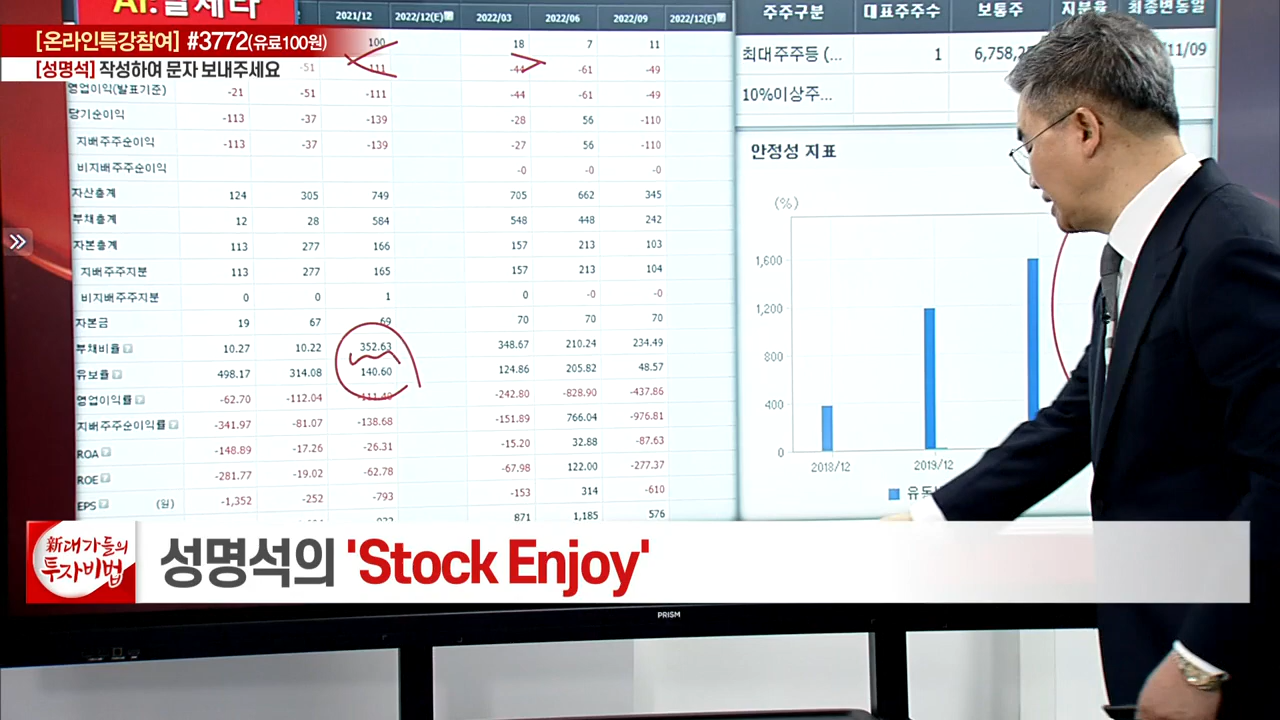 AI.
[온라인특강참여] #3772(유료100원)
[성명석] 작성하여 문자 보내주세요
2021/12 2022/12(E) 2022/03 2022/06 2022/09 2022/12(E)
100 18 7 11
-51 -111 -44 -61 -49
영업이익(발표기준) -21 -51 -111 -44 -61 -49
당기순이익 -113 -37 -139 -28 56 -110
지배주주순이익 -113 -37 -139 -27 56 -110
비지배주주순이익 -0 -0 -0
자산총계 124 305 749 705 662 345
부채총계 12 28 584 548 448 242
자본총계 113 277 166 157 213 103
지배주주지분 113 277 165 157 213 104
비지배주주지분 0 0 1 0 -0 -0
자본금 19 67 69 70 70 70
부채비율 10.27 10.22 352.63 348.67 210.24 234.49
유보율 498.17 314.08 140.60 124.86 205.82 48.57
영업이익률 -62.70 -112.04 -111.40 -242.80 -828.90 -437.86
지배주주순이익률 -341.97 -81.07 -138.68 -151.89 766.04 -976.81
ROA -148.89 -17.26 -26.31 -15.20 32.88 -87.63
ROE -281.77 -19.02 -62.78 -67.98 122.00 -277.37
EPS (원) -1,352 -252 -793 -153 314 -610
871 1,185 576
주주구분 대표주주수 보통주 지분율 최종변동일
최대주주등 (... 1 11/09
10%이상주...
안정성 지표
(%)
1,600
1,200
800
400
0
2018/12 2019/12
新대가들의
투자비법
성명석의 'Stock Enjoy'
PRISM